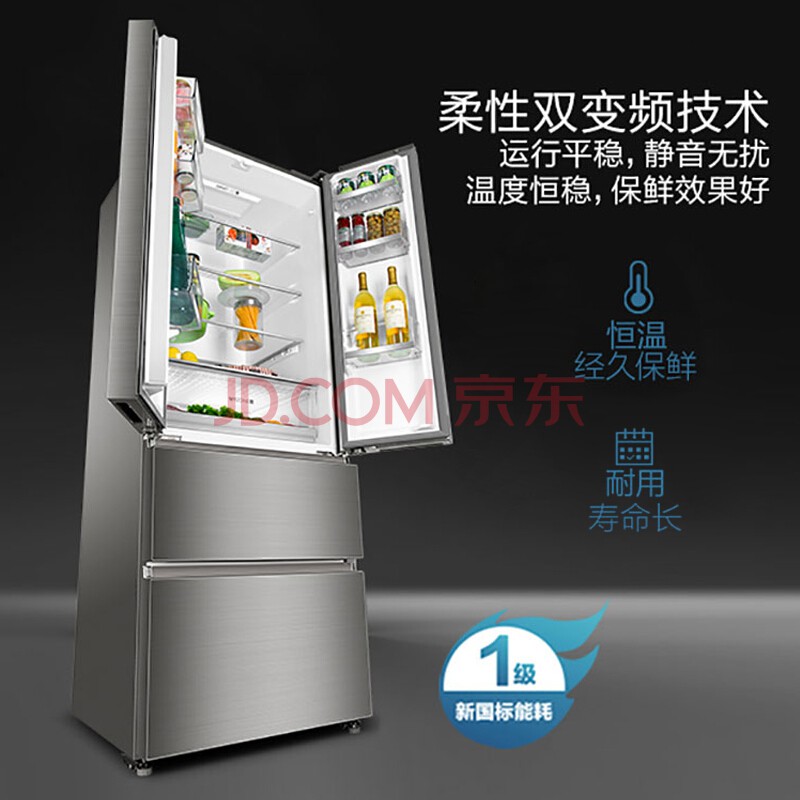 柔性双变频技术
运行平稳，静音无扰
温度恒稳，保鲜效果好
恒温
经久保鲜
JD.COM 京东
耐用
寿命长
1级
新国标能耗